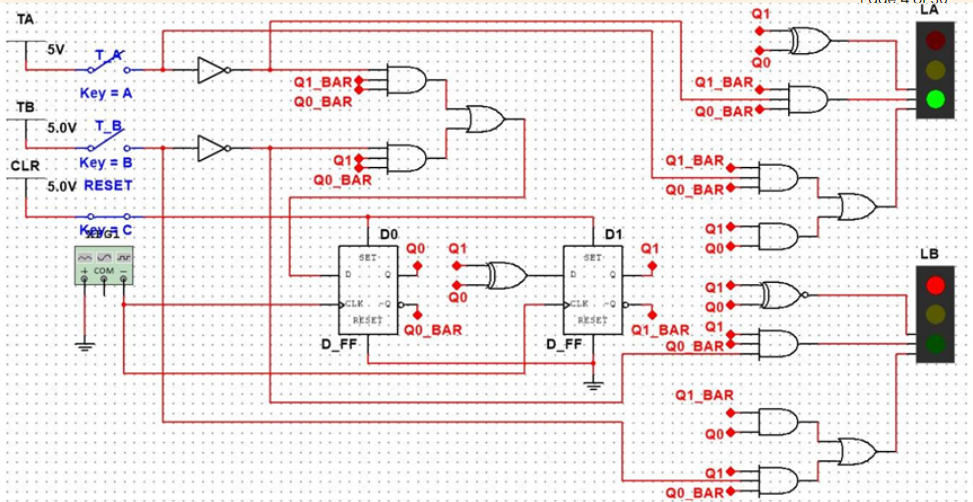 TA
5V
T_A
Key = A
TB
5.0V
T_B
Key = B
CLR
5.0V
RESET
Key = C
XFG1
COM
Q1_BAR
Q0_BAR
Q1
Q0_BAR
D0
SET
D
Q
CLK
~Q
RESET
D_FF
Q0
Q0_BAR
Q1
Q0
D1
SET
D
Q
CLK
~Q
RESET
D_FF
Q1
Q1_BAR
Q1
Q0
Q1_BAR
Q0_BAR
Q1_BAR
Q0_BAR
Q1
Q0
LA
Q1
Q0
Q1
Q0_BAR
Q1_BAR
Q0
Q1
Q0_BAR
LB